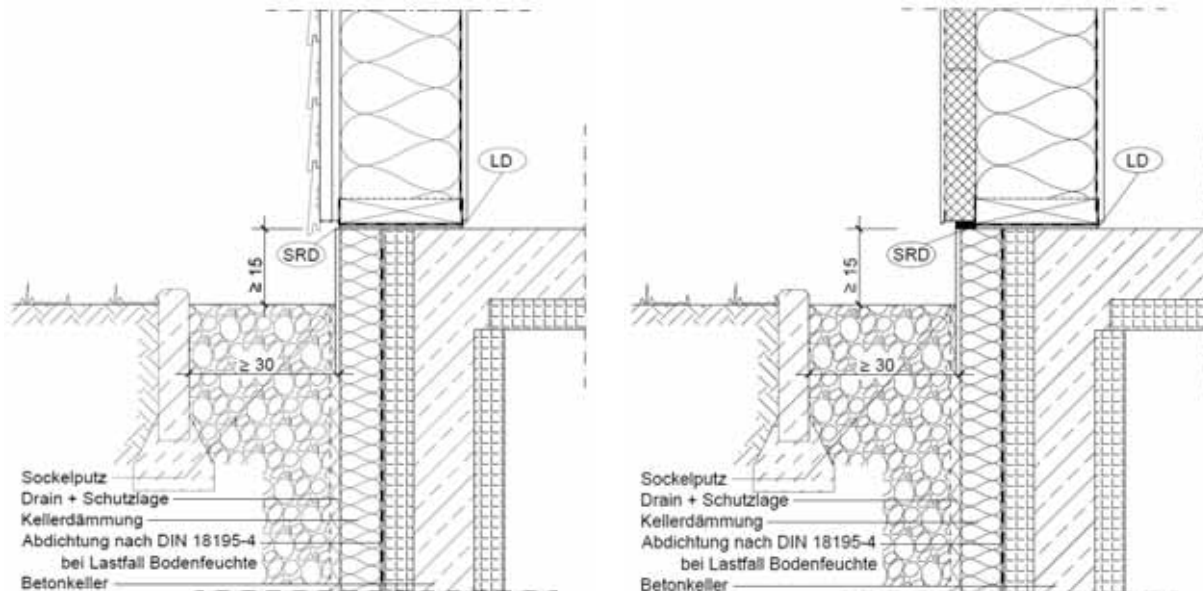 LD
SRD
≥ 15
≥ 30
Sockelputz
Drain + Schutzlage
Kellerdämmung
Abdichtung nach DIN 18195-4
bei Lastfall Bodenfeuchte
Betonkeller
LD
SRD
≥ 15
≥ 30
Sockelputz
Drain + Schutzlage
Kellerdämmung
Abdichtung nach DIN 18195-4
bei Lastfall Bodenfeuchte
Betonkeller